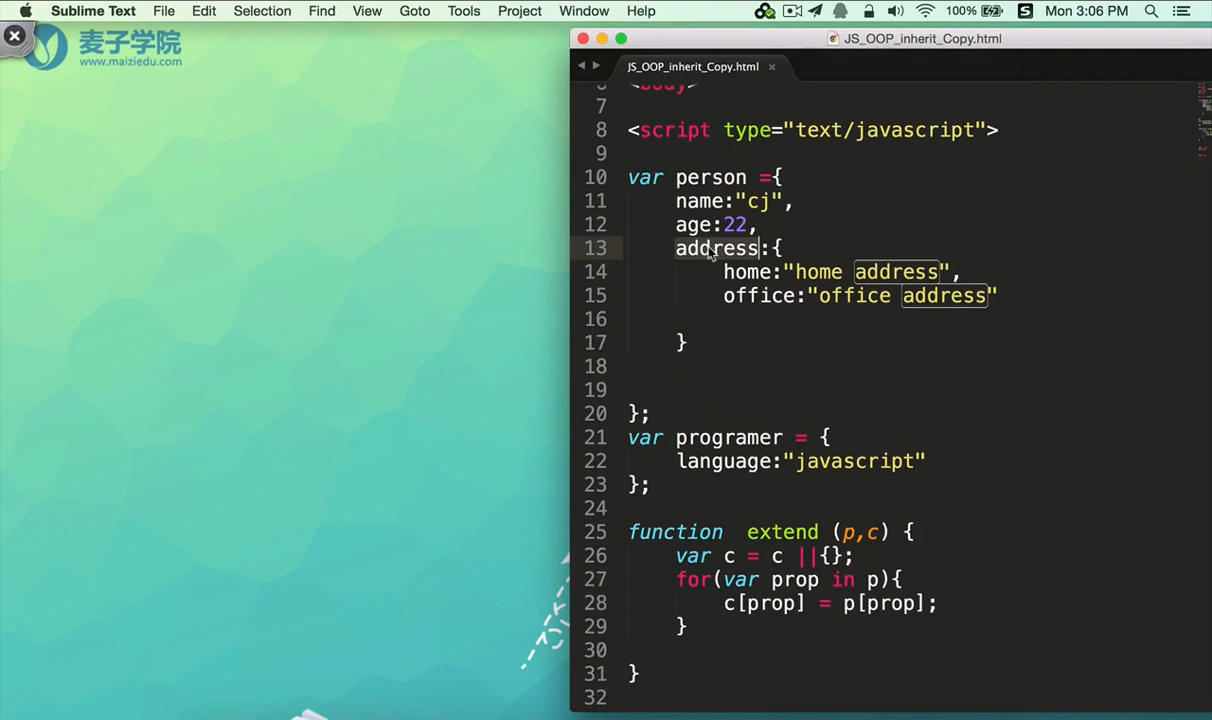 Sublime Text File Edit Selection Find View Goto Tools Project Window Help 100% S Mon 3:06 PM
麦子学院
www.maiziedu.com
JS_OOP_inherit_Copy.html
JS_OOP_inherit_Copy.html ×
6 <body>
7
8 <script type="text/javascript">
9
10 var person ={
11 name:"cj",
12 age:22,
13 address:{
14 home:"home address",
15 office:"office address"
16
17 }
18
19
20 };
21 var programer = {
22 language:"javascript"
23 };
24
25 function  extend (p,c) {
26 var c = c ||{};
27 for(var prop in p){
28 c[prop] = p[prop];
29 }
30
31 }
32